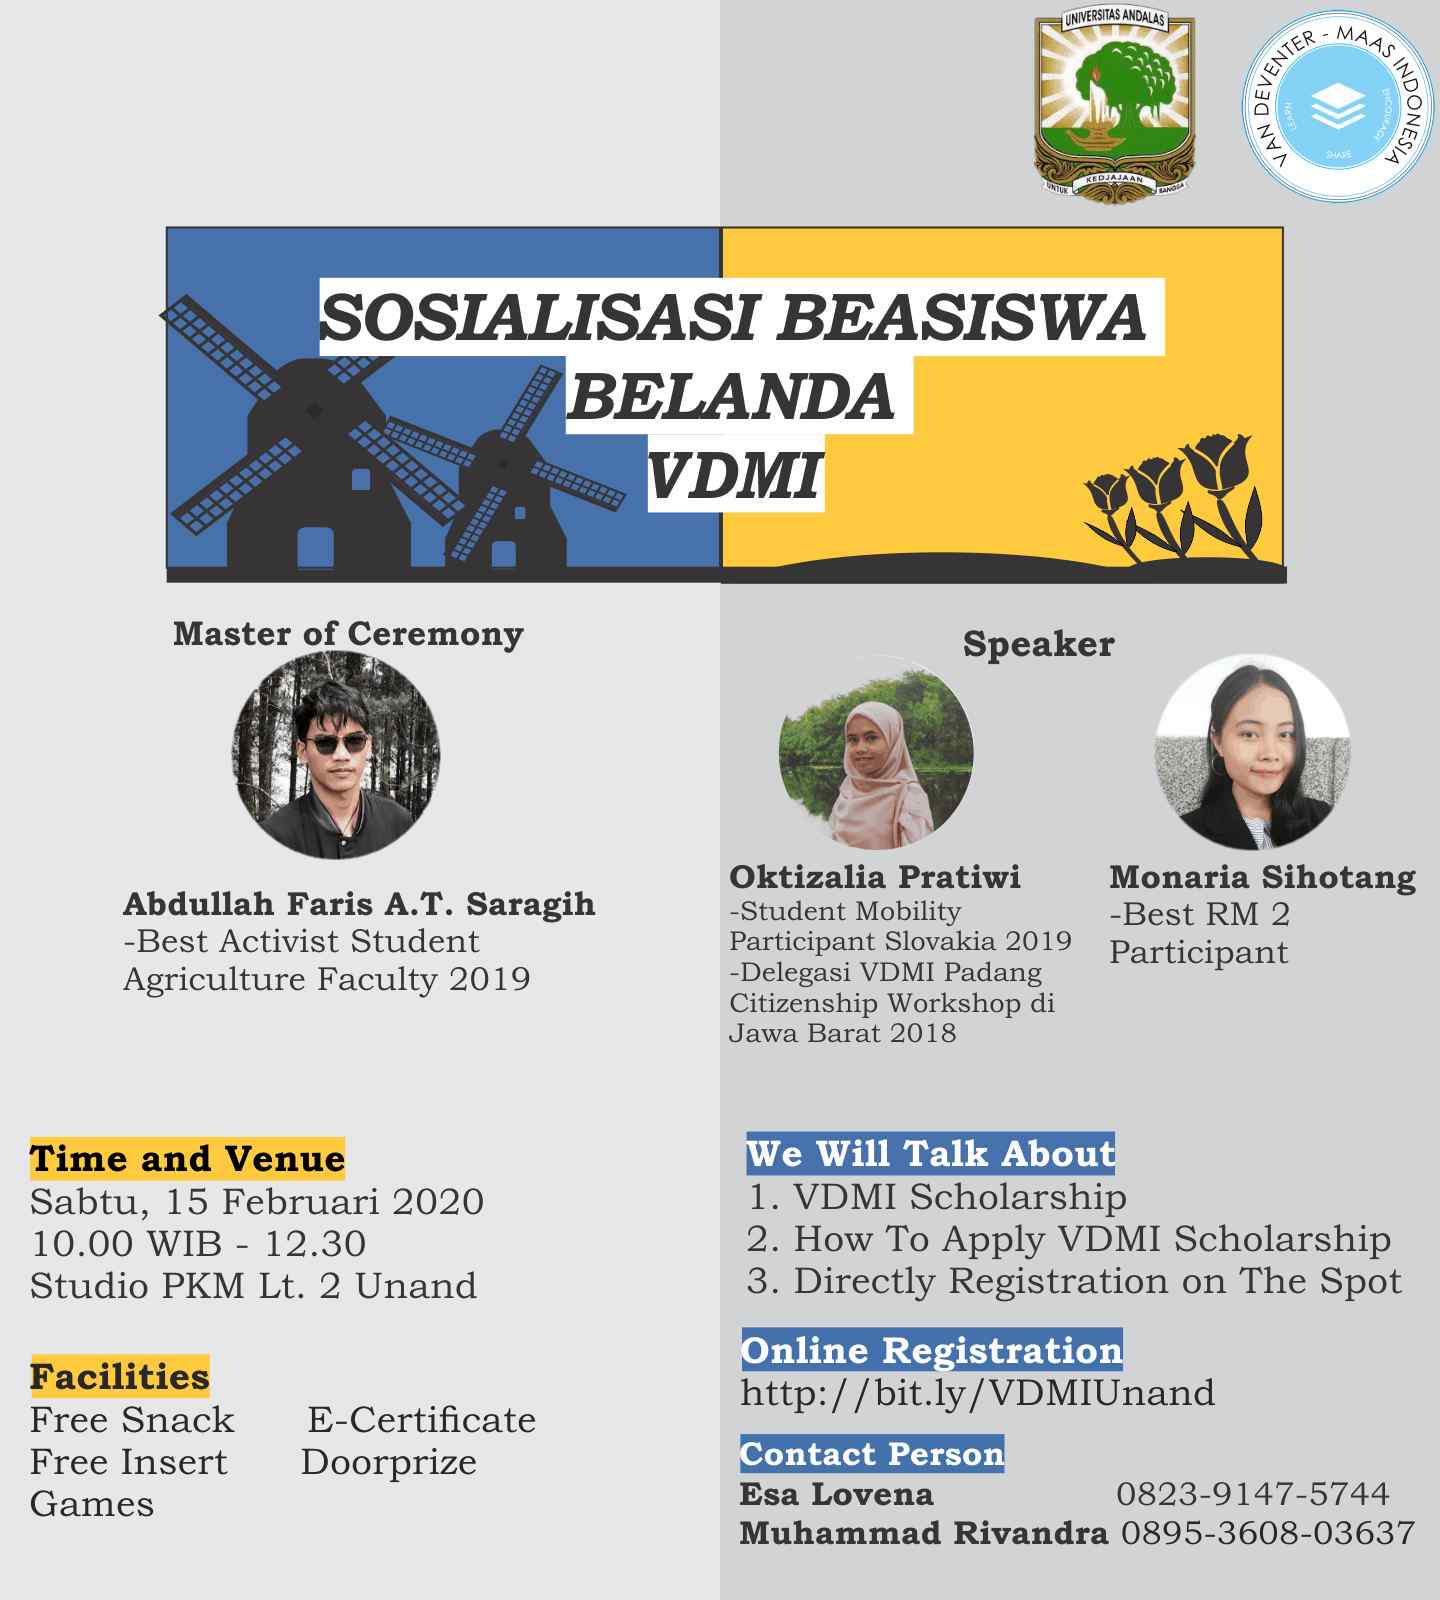 UNIVERSITAS ANDALAS
UNTUK KEDJAJAAN BANGSA
VAN DEVENTER - MAAS INDONESIA
LEARN
SHARE
ENCOURAGE
SOSIALISASI BEASISWA
BELANDA
VDMI
Master of Ceremony
Abdullah Faris A.T. Saragih
-Best Activist Student
Agriculture Faculty 2019
Speaker
Oktizalia Pratiwi
-Student Mobility
Participant Slovakia 2019
-Delegasi VDMI Padang
Citizenship Workshop di
Jawa Barat 2018
Monaria Sihotang
-Best RM 2
Participant
Time and Venue
Sabtu, 15 Februari 2020
10.00 WIB - 12.30
Studio PKM Lt. 2 Unand
Facilities
Free Snack E-Certificate
Free Insert Doorprize
Games
We Will Talk About
1. VDMI Scholarship
2. How To Apply VDMI Scholarship
3. Directly Registration on The Spot
Online Registration
http://bit.ly/VDMIUnand
Contact Person
Esa Lovena 0823-9147-5744
Muhammad Rivandra 0895-3608-03637